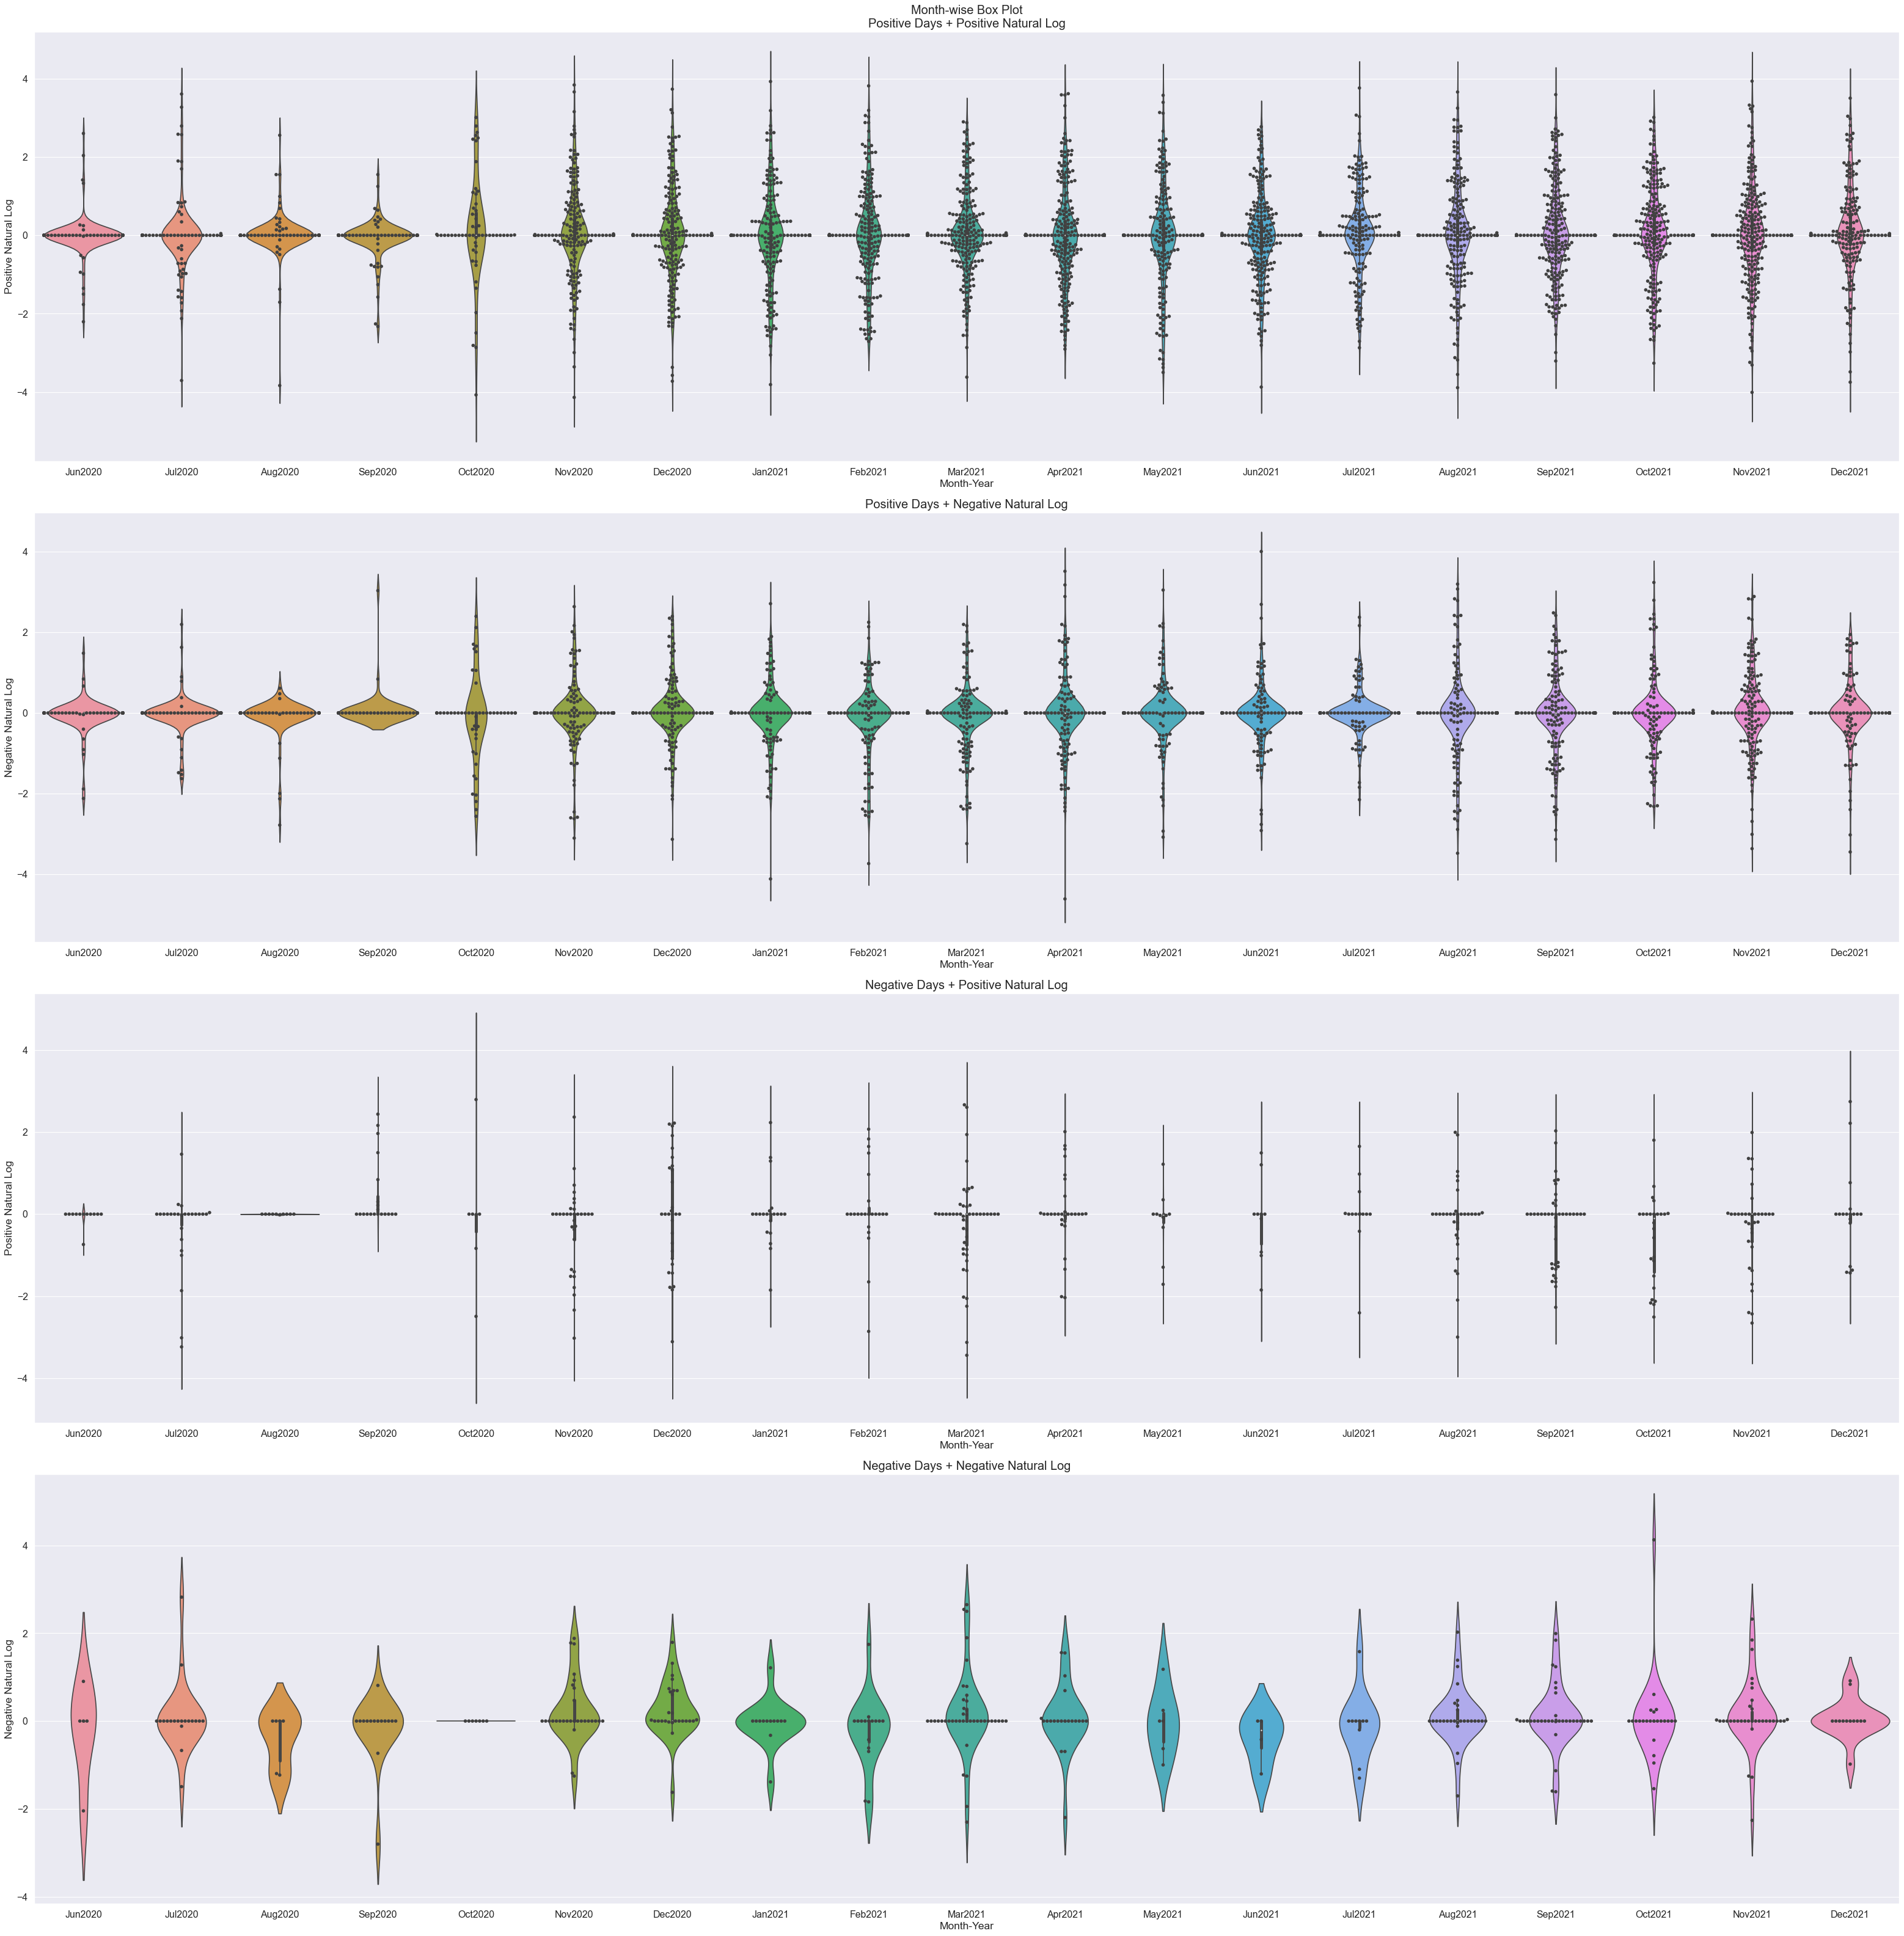 Month-wise Box Plot
Positive Days + Positive Natural Log
4
2
0
−2
−4
Positive Natural Log
Jun2020 Jul2020 Aug2020 Sep2020 Oct2020 Nov2020 Dec2020 Jan2021 Feb2021 Mar2021 Apr2021 May2021 Jun2021 Jul2021 Aug2021 Sep2021 Oct2021 Nov2021 Dec2021
Month-Year
Positive Days + Negative Natural Log
4
2
0
−2
−4
Negative Natural Log
Jun2020 Jul2020 Aug2020 Sep2020 Oct2020 Nov2020 Dec2020 Jan2021 Feb2021 Mar2021 Apr2021 May2021 Jun2021 Jul2021 Aug2021 Sep2021 Oct2021 Nov2021 Dec2021
Month-Year
Negative Days + Positive Natural Log
4
2
0
−2
−4
Positive Natural Log
Jun2020 Jul2020 Aug2020 Sep2020 Oct2020 Nov2020 Dec2020 Jan2021 Feb2021 Mar2021 Apr2021 May2021 Jun2021 Jul2021 Aug2021 Sep2021 Oct2021 Nov2021 Dec2021
Month-Year
Negative Days + Negative Natural Log
4
2
0
−2
−4
Negative Natural Log
Jun2020 Jul2020 Aug2020 Sep2020 Oct2020 Nov2020 Dec2020 Jan2021 Feb2021 Mar2021 Apr2021 May2021 Jun2021 Jul2021 Aug2021 Sep2021 Oct2021 Nov2021 Dec2021
Month-Year